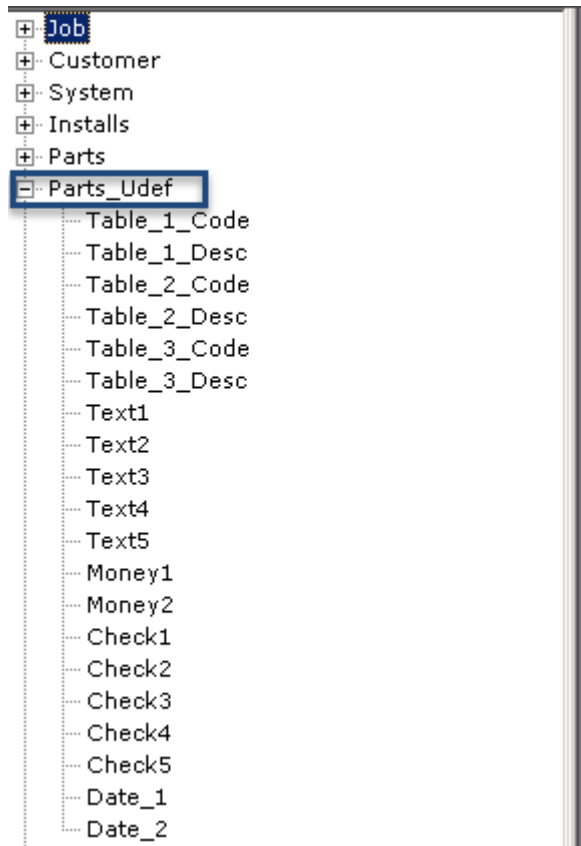 Job
Customer
System
Installs
Parts
Parts_Udef
Table_1_Code
Table_1_Desc
Table_2_Code
Table_2_Desc
Table_3_Code
Table_3_Desc
Text1
Text2
Text3
Text4
Text5
Money1
Money2
Check1
Check2
Check3
Check4
Check5
Date_1
Date_2